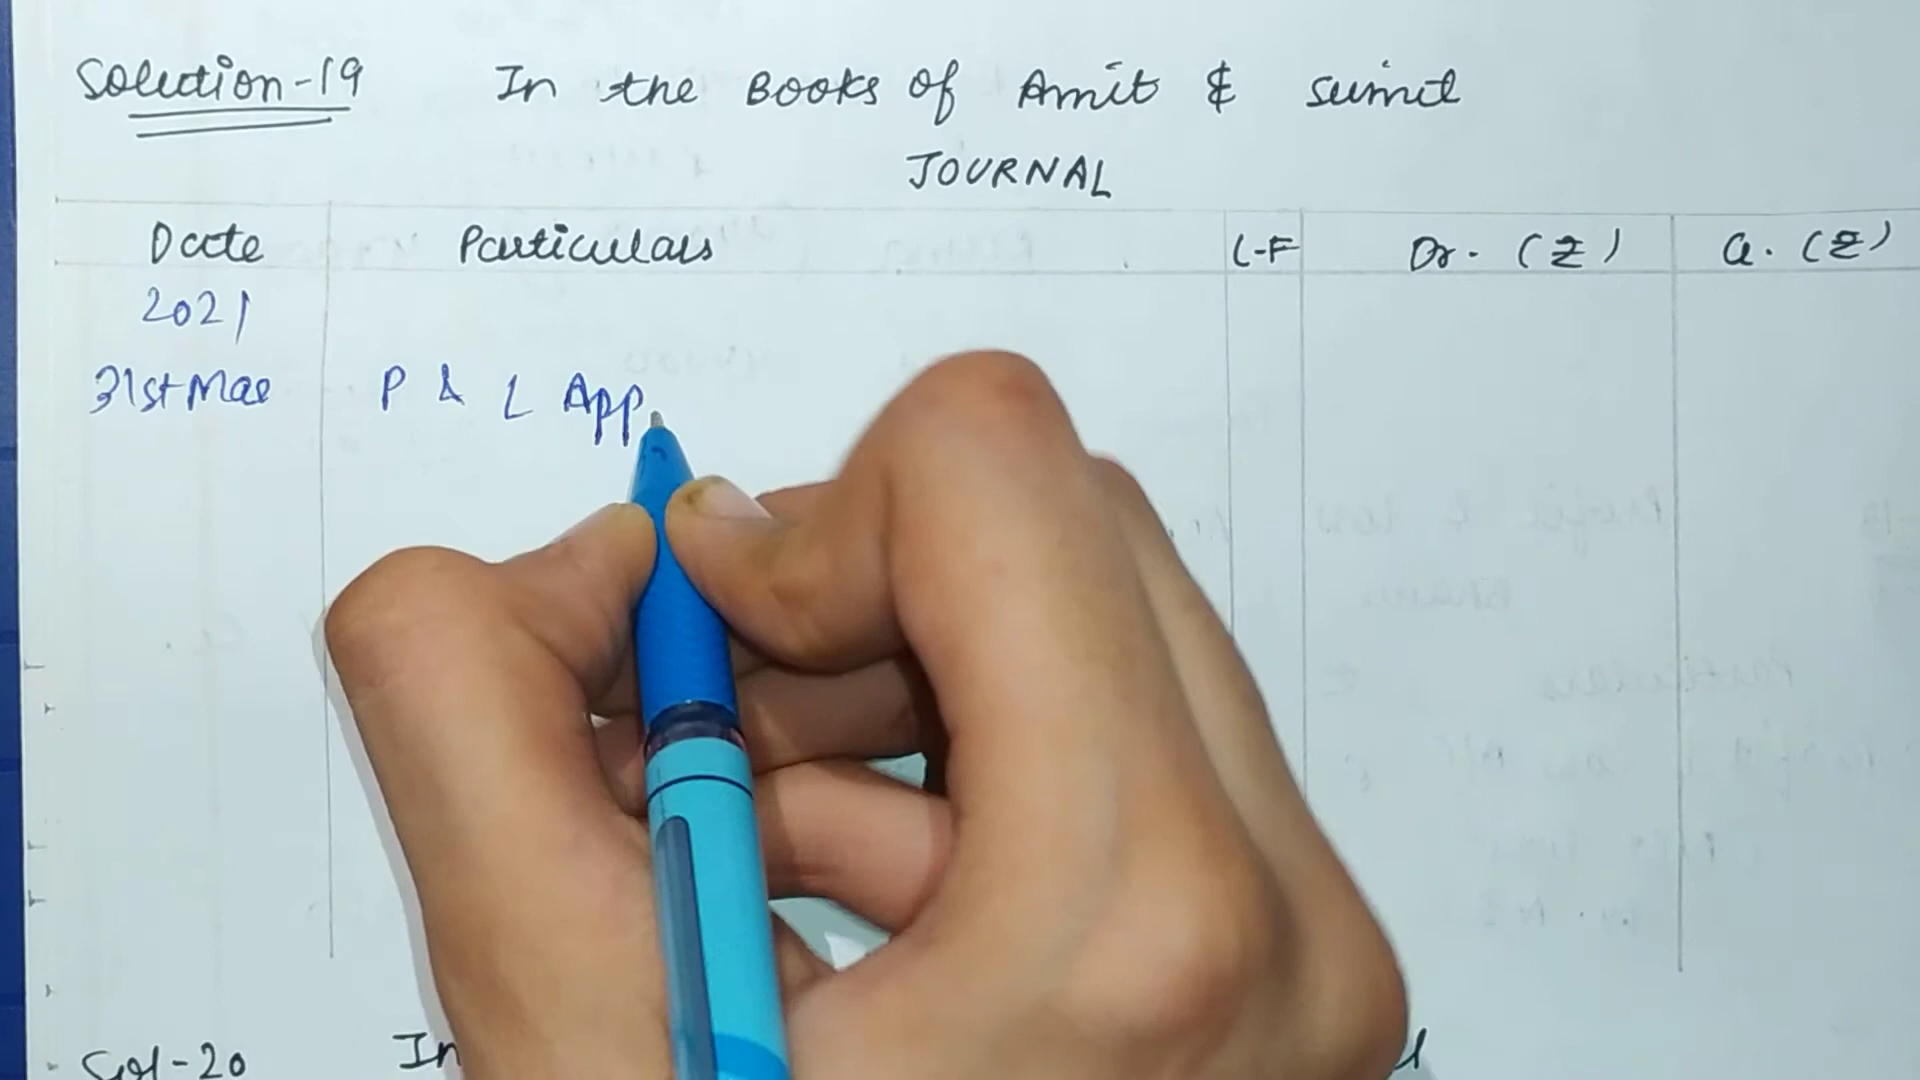 Solution-19 In the Books of Amit & Sumit
JOURNAL
Date Particulars L-F Dr. (₹) Cr. (₹)
2021
31st Mar P & L App
Sol-20 In